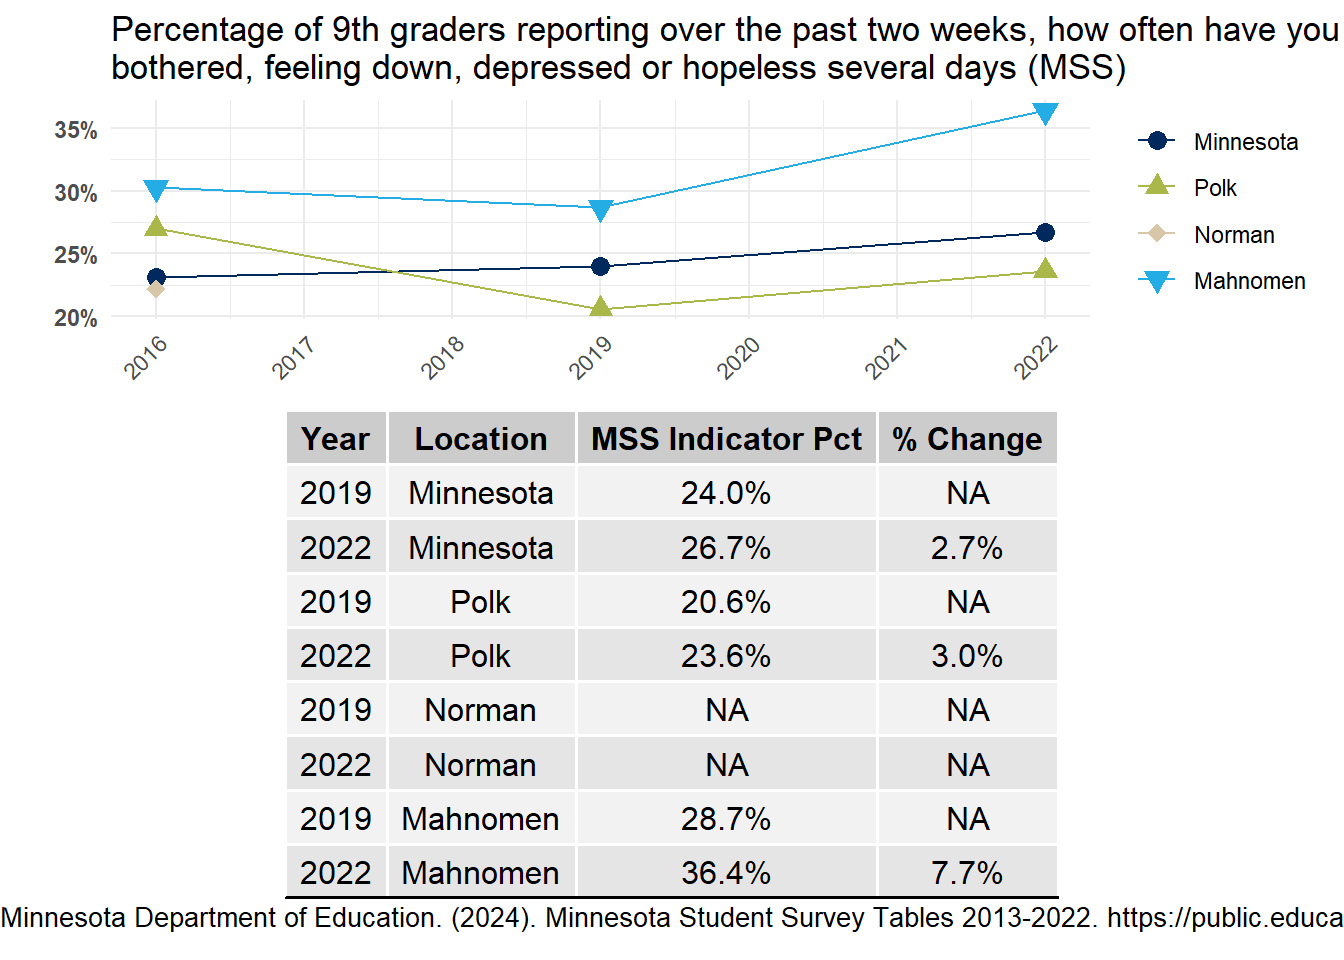 Percentage of 9th graders reporting over the past two weeks, how often have you
bothered, feeling down, depressed or hopeless several days (MSS)
35%
30%
25%
20%
2016 2017 2018 2019 2020 2021 2022
Minnesota
Polk
Norman
Mahnomen
Year Location MSS Indicator Pct % Change
2019 Minnesota 24.0% NA
2022 Minnesota 26.7% 2.7%
2019 Polk 20.6% NA
2022 Polk 23.6% 3.0%
2019 Norman NA NA
2022 Norman NA NA
2019 Mahnomen 28.7% NA
2022 Mahnomen 36.4% 7.7%
Minnesota Department of Education. (2024). Minnesota Student Survey Tables 2013-2022. https://public.educa